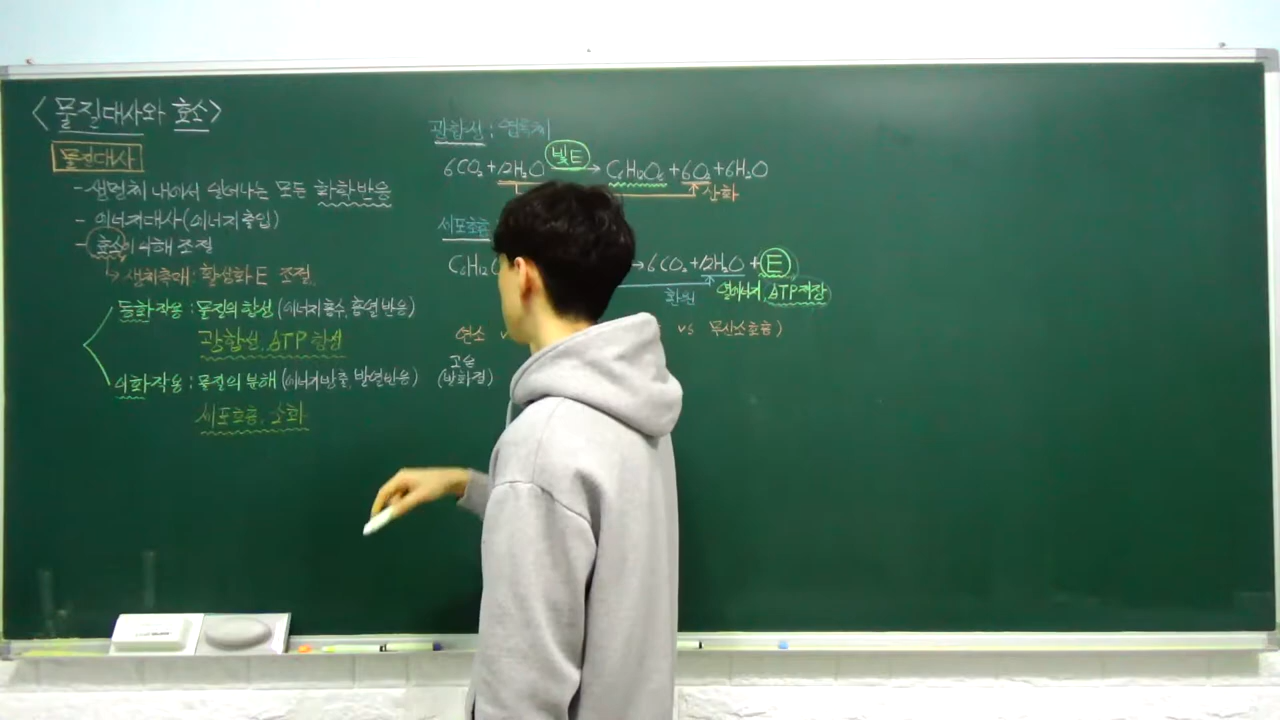 <물질대사와 효소>
물질대사
- 생명체 내에서 일어나는 모든 화학반응
- 에너지대사(에너지출입)
- 효소에 의해 조절
↳ 생체촉매: 활성화E 조절
동화작용: 물질의 합성 (에너지흡수, 흡열반응)
광합성, ATP합성
이화작용: 물질의 분해 (에너지방출, 발열반응)
세포호흡, 소화
광합성: 엽록체
6CO₂+12H₂O 빛E → C₆H₁₂O₆+6O₂+6H₂O
산화
세포호흡
C₆H₁₂O → 6CO₂+12H₂O+E
환원 열에너지, ATP저장
연소 vs 무산소호흡)
고온
(발화점)